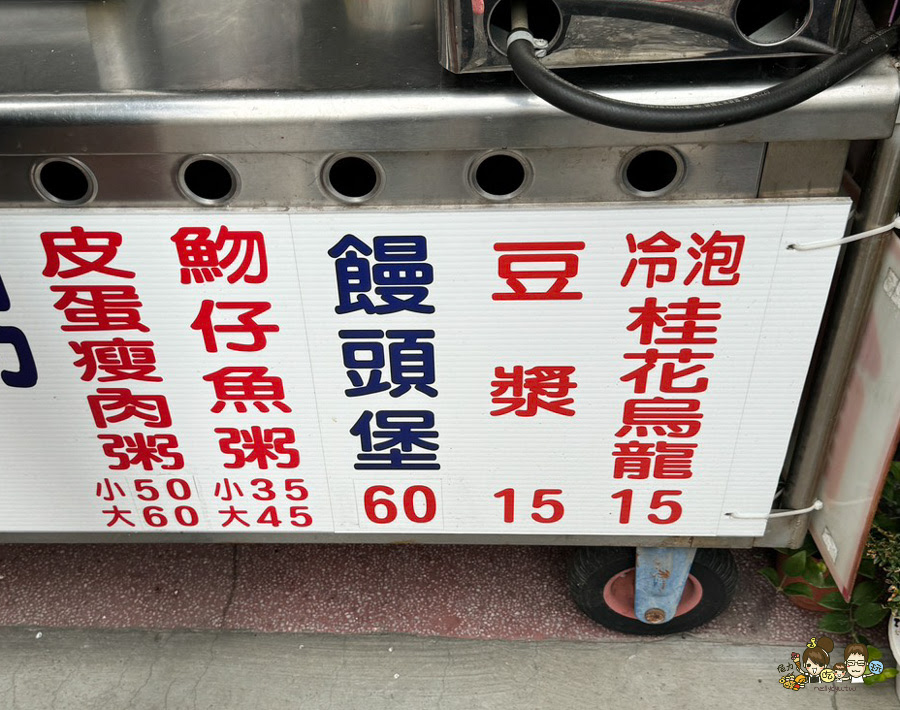 皮蛋瘦肉粥
小50
大60
魩仔魚粥
小35
大45
饅頭堡
60
豆漿
15
冷泡
桂花烏龍
15